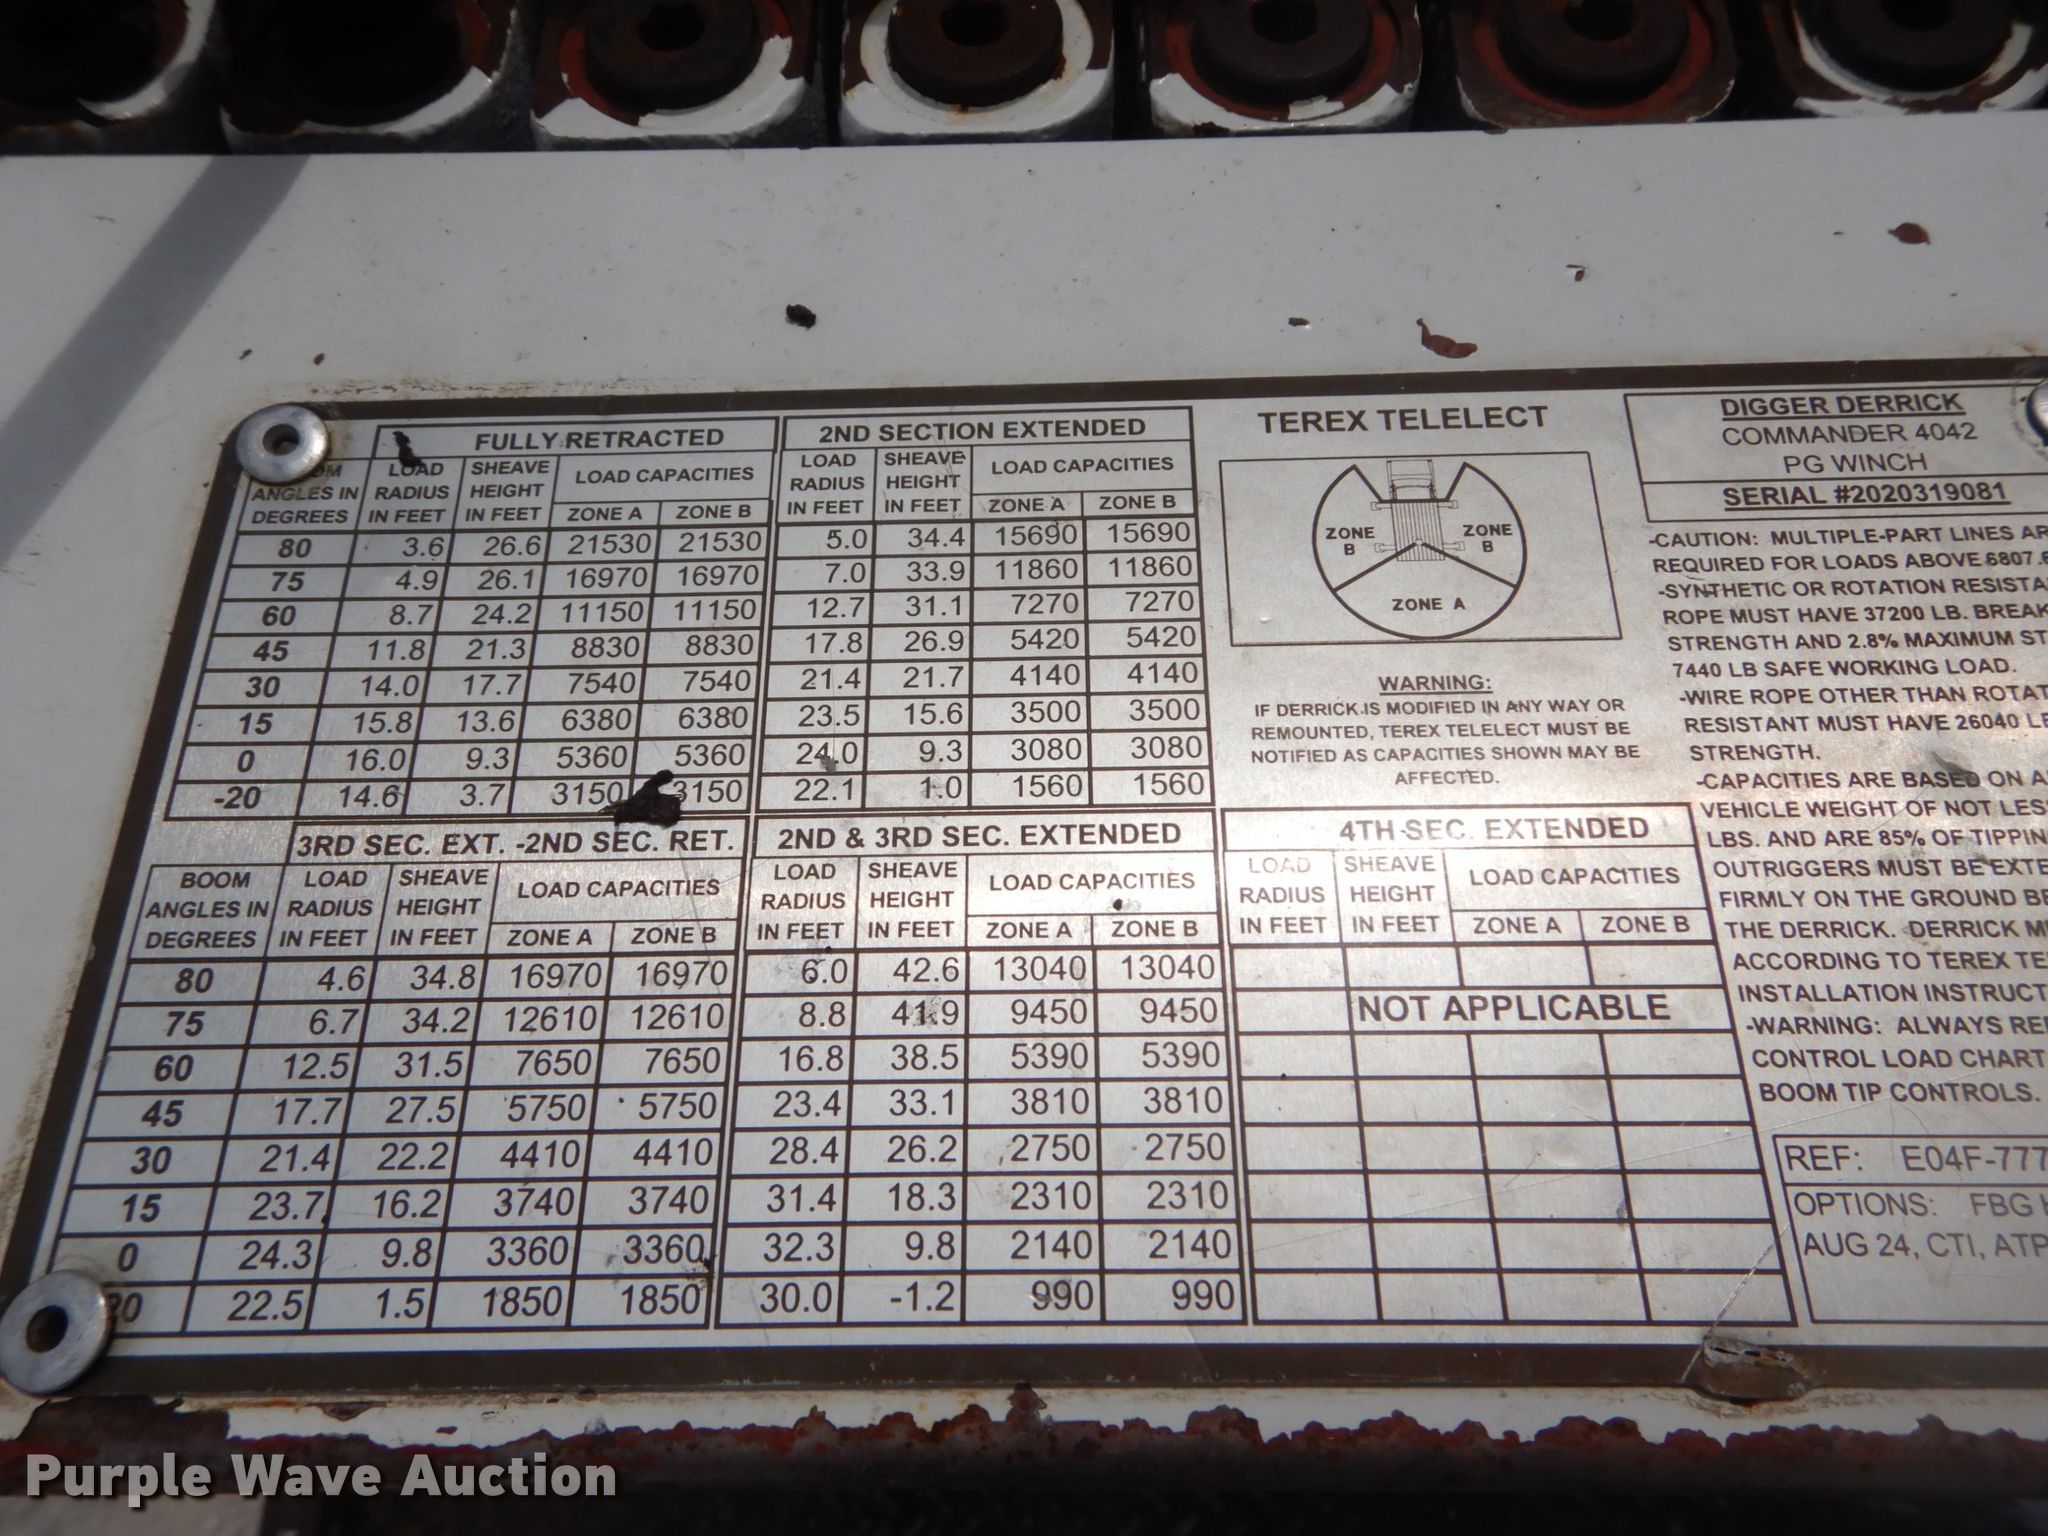 FULLY RETRACTED
ANGLES IN DEGREES
LOAD RADIUS IN FEET
SHEAVE HEIGHT IN FEET
LOAD CAPACITIES
ZONE A ZONE B
80 3.6 26.6 21530 21530
75 4.9 26.1 16970 16970
60 8.7 24.2 11150 11150
45 11.8 21.3 8830 8830
30 14.0 17.7 7540 7540
15 15.8 13.6 6380 6380
0 16.0 9.3 5360 5360
-20 14.6 3.7 3150 3150
2ND SECTION EXTENDED
LOAD RADIUS IN FEET
SHEAVE HEIGHT IN FEET
LOAD CAPACITIES
ZONE A ZONE B
5.0 34.4 15690 15690
7.0 33.9 11860 11860
12.7 31.1 7270 7270
17.8 26.9 5420 5420
21.4 21.7 4140 4140
23.5 15.6 3500 3500
24.0 9.3 3080 3080
22.1 1.0 1560 1560
TEREX TELELECT
ZONE B
ZONE B
ZONE A
WARNING:
IF DERRICK IS MODIFIED IN ANY WAY OR
REMOUNTED, TEREX TELELECT MUST BE
NOTIFIED AS CAPACITIES SHOWN MAY BE
AFFECTED.
DIGGER DERRICK
COMMANDER 4042
PG WINCH
SERIAL #2020319081
-CAUTION: MULTIPLE-PART LINES
REQUIRED FOR LOADS ABOVE
-SYNTHETIC OR ROTATION
ROPE MUST HAVE 37200 LB.
STRENGTH AND 2.8% MAXIMUM
7440 LB SAFE WORKING LOAD.
-WIRE ROPE OTHER THAN
RESISTANT MUST HAVE 26040
STRENGTH.
-CAPACITIES ARE BASED ON
VEHICLE WEIGHT OF NOT
LBS. AND ARE 85% OF
OUTRIGGERS MUST BE
FIRMLY ON THE GROUND
THE DERRICK. DERRICK
ACCORDING TO TEREX
INSTALLATION
-WARNING: ALWAYS
CONTROL LOAD CHART
BOOM TIP CONTROLS.
REF: E04F-777
OPTIONS: FBG
AUG 24, CTI, ATP
3RD SEC. EXT. -2ND SEC. RET.
BOOM ANGLES IN DEGREES
LOAD RADIUS IN FEET
SHEAVE HEIGHT IN FEET
LOAD CAPACITIES
ZONE A ZONE B
80 4.6 34.8 16970 16970
75 6.7 34.2 12610 12610
60 12.5 31.5 7650 7650
45 17.7 27.5 5750 5750
30 21.4 22.2 4410 4410
15 23.7 16.2 3740 3740
0 24.3 9.8 3360 3360
22.5 1.5 1850 1850
2ND & 3RD SEC. EXTENDED
LOAD RADIUS IN FEET
SHEAVE HEIGHT IN FEET
LOAD CAPACITIES
ZONE A ZONE B
6.0 42.6 13040 13040
8.8 41.9 9450 9450
16.8 38.5 5390 5390
23.4 33.1 3810 3810
28.4 26.2 2750 2750
31.4 18.3 2310 2310
32.3 9.8 2140 2140
30.0 -1.2 990 990
4TH SEC. EXTENDED
LOAD RADIUS IN FEET
SHEAVE HEIGHT IN FEET
LOAD CAPACITIES
ZONE A ZONE B
NOT APPLICABLE
Purple Wave Auction